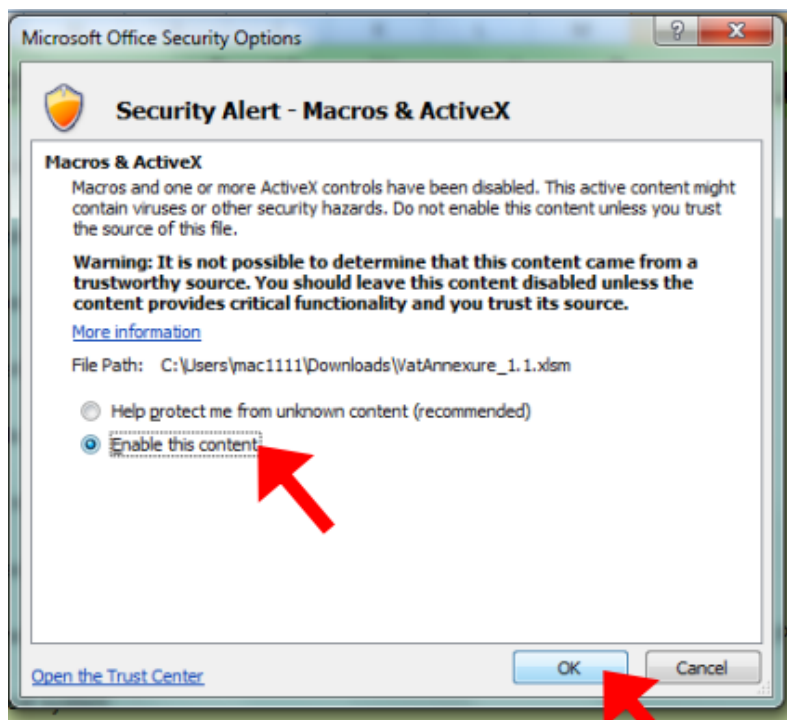 Microsoft Office Security Options
?
Security Alert - Macros & ActiveX
Macros & ActiveX
Macros and one or more ActiveX controls have been disabled. This active content might
contain viruses or other security hazards. Do not enable this content unless you trust
the source of this file.
Warning: It is not possible to determine that this content came from a
trustworthy source. You should leave this content disabled unless the
content provides critical functionality and you trust its source.
More information
File Path: C:\Users\mac1111\Downloads\VatAnnexure_1.1.xlsm
Help protect me from unknown content (recommended)
Enable this content
Open the Trust Center
OK
Cancel